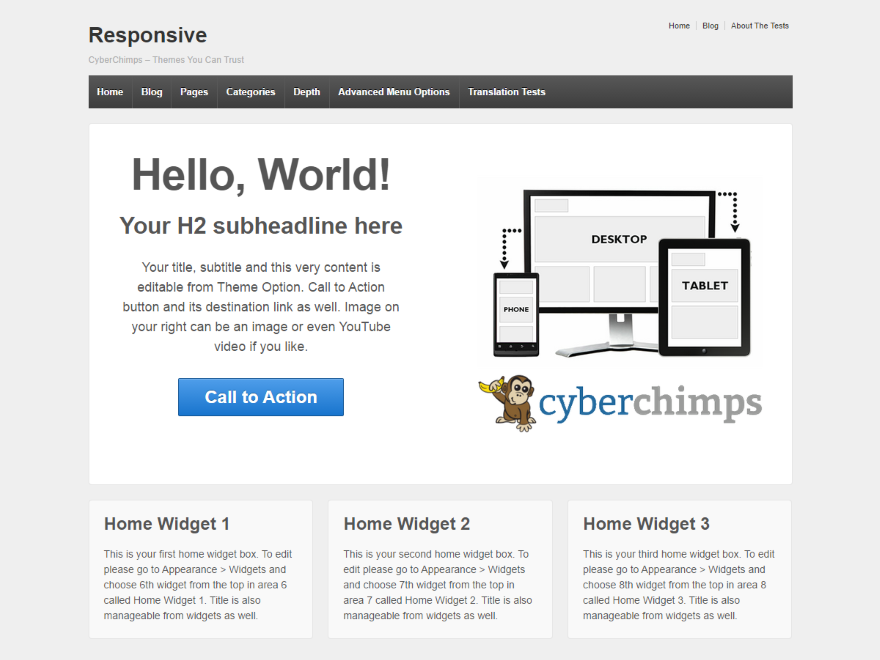 Home Blog About The Tests
Responsive
CyberChimps – Themes You Can Trust
Home Blog Pages Categories Depth Advanced Menu Options Translation Tests
Hello, World!
Your H2 subheadline here
Your title, subtitle and this very content is
editable from Theme Option. Call to Action
button and its destination link as well. Image on
your right can be an image or even YouTube
video if you like.
Call to Action
DESKTOP
TABLET
PHONE
cyberchimps
Home Widget 1
This is your first home widget box. To edit
please go to Appearance > Widgets and
choose 6th widget from the top in area 6
called Home Widget 1. Title is also
manageable from widgets as well.
Home Widget 2
This is your second home widget box. To
edit please go to Appearance > Widgets
and choose 7th widget from the top in
area 7 called Home Widget 2. Title is also
manageable from widgets as well.
Home Widget 3
This is your third home widget box. To edit
please go to Appearance > Widgets and
choose 8th widget from the top in area 8
called Home Widget 3. Title is also
manageable from widgets as well.